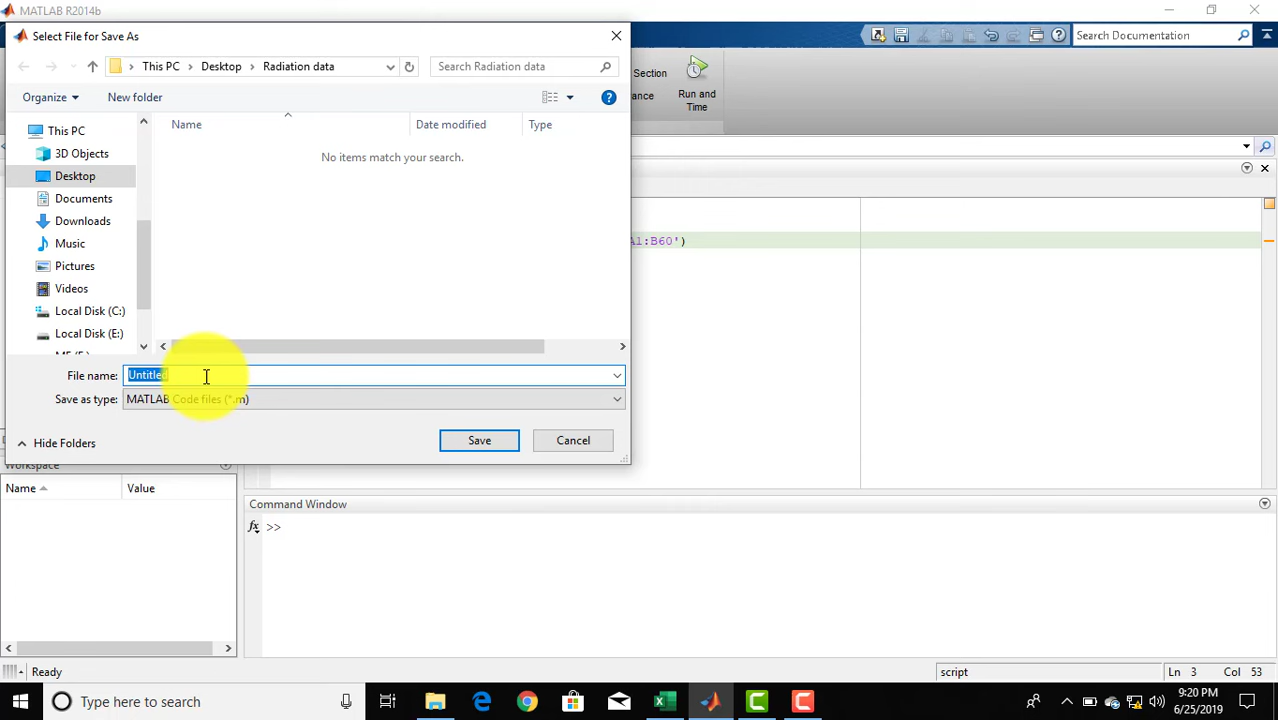 MATLAB R2014b
Select File for Save As
Search Documentation
This PC > Desktop > Radiation data
Search Radiation data
Section
ance
Run and
Time
Organize
New folder
Name
Date modified
Type
No items match your search.
This PC
3D Objects
Desktop
Documents
Downloads
Music
Pictures
Videos
Local Disk (C:)
Local Disk (E:)
A1:B60')
File name:
Untitled
Save as type:
MATLAB Code files (*.m)
Hide Folders
Save
Cancel
Workspace
Name
Value
Command Window
fx >>
Ready
script
Ln 3
Col 53
Type here to search
9:20 PM
6/25/2019